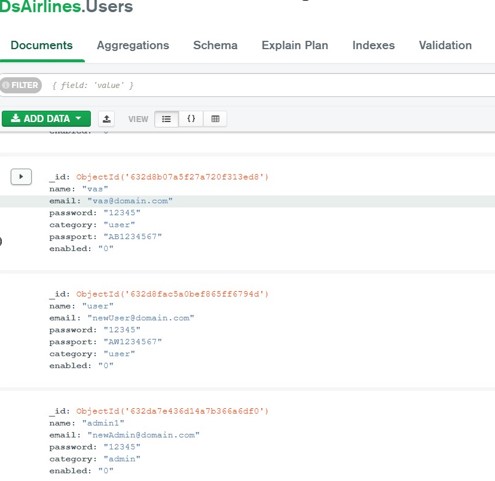 DsAirlines.Users
Documents Aggregations Schema Explain Plan Indexes Validation
FILTER { field: 'value' }
ADD DATA VIEW {}
enabled: "0"
_id: ObjectId('632d8b07a5f27a720f313ed8')
name: "vas"
email: "vas@domain.com"
password: "12345"
category: "user"
passport: "AB1234567"
enabled: "0"
_id: ObjectId('632d8fac5a0bef865ff6794d')
name: "user"
email: "newUser@domain.com"
password: "12345"
passport: "AW1234567"
category: "user"
enabled: "0"
_id: ObjectId('632da7e436d14a7b366a6df0')
name: "admin1"
email: "newAdmin@domain.com"
password: "12345"
category: "admin"
enabled: "0"